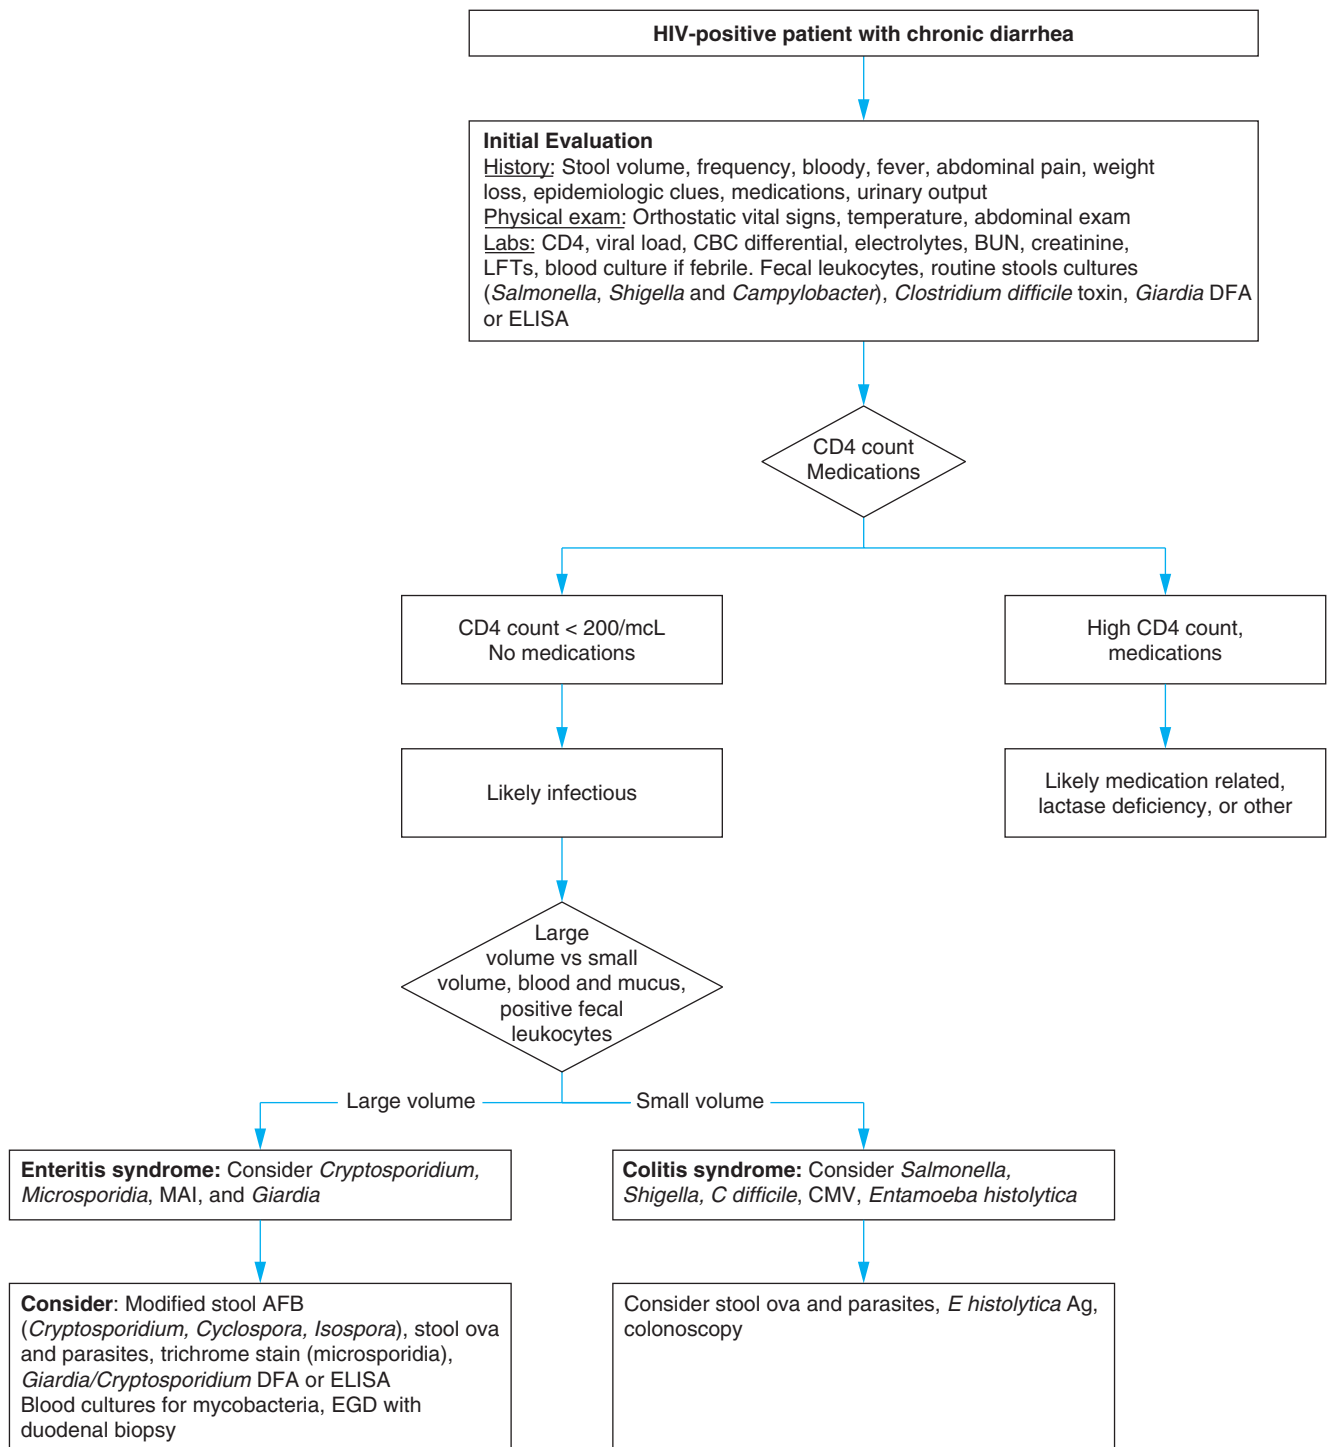 HIV-positive patient with chronic diarrhea
Initial Evaluation
History: Stool volume, frequency, bloody, fever, abdominal pain, weight
loss, epidemiologic clues, medications, urinary output
Physical exam: Orthostatic vital signs, temperature, abdominal exam
Labs: CD4, viral load, CBC differential, electrolytes, BUN, creatinine,
LFTs, blood culture if febrile. Fecal leukocytes, routine stools cultures
(Salmonella, Shigella and Campylobacter), Clostridium difficile toxin, Giardia DFA
or ELISA
CD4 count
Medications
CD4 count < 200/mcL
No medications
High CD4 count,
medications
Likely infectious
Likely medication related,
lactase deficiency, or other
Large
volume vs small
volume, blood and mucus,
positive fecal
leukocytes
Large volume
Small volume
Enteritis syndrome: Consider Cryptosporidium,
Microsporidia, MAI, and Giardia
Colitis syndrome: Consider Salmonella,
Shigella, C difficile, CMV, Entamoeba histolytica
Consider: Modified stool AFB
(Cryptosporidium, Cyclospora, Isospora), stool ova
and parasites, trichrome stain (microsporidia),
Giardia/Cryptosporidium DFA or ELISA
Blood cultures for mycobacteria, EGD with
duodenal biopsy
Consider stool ova and parasites, E histolytica Ag,
colonoscopy